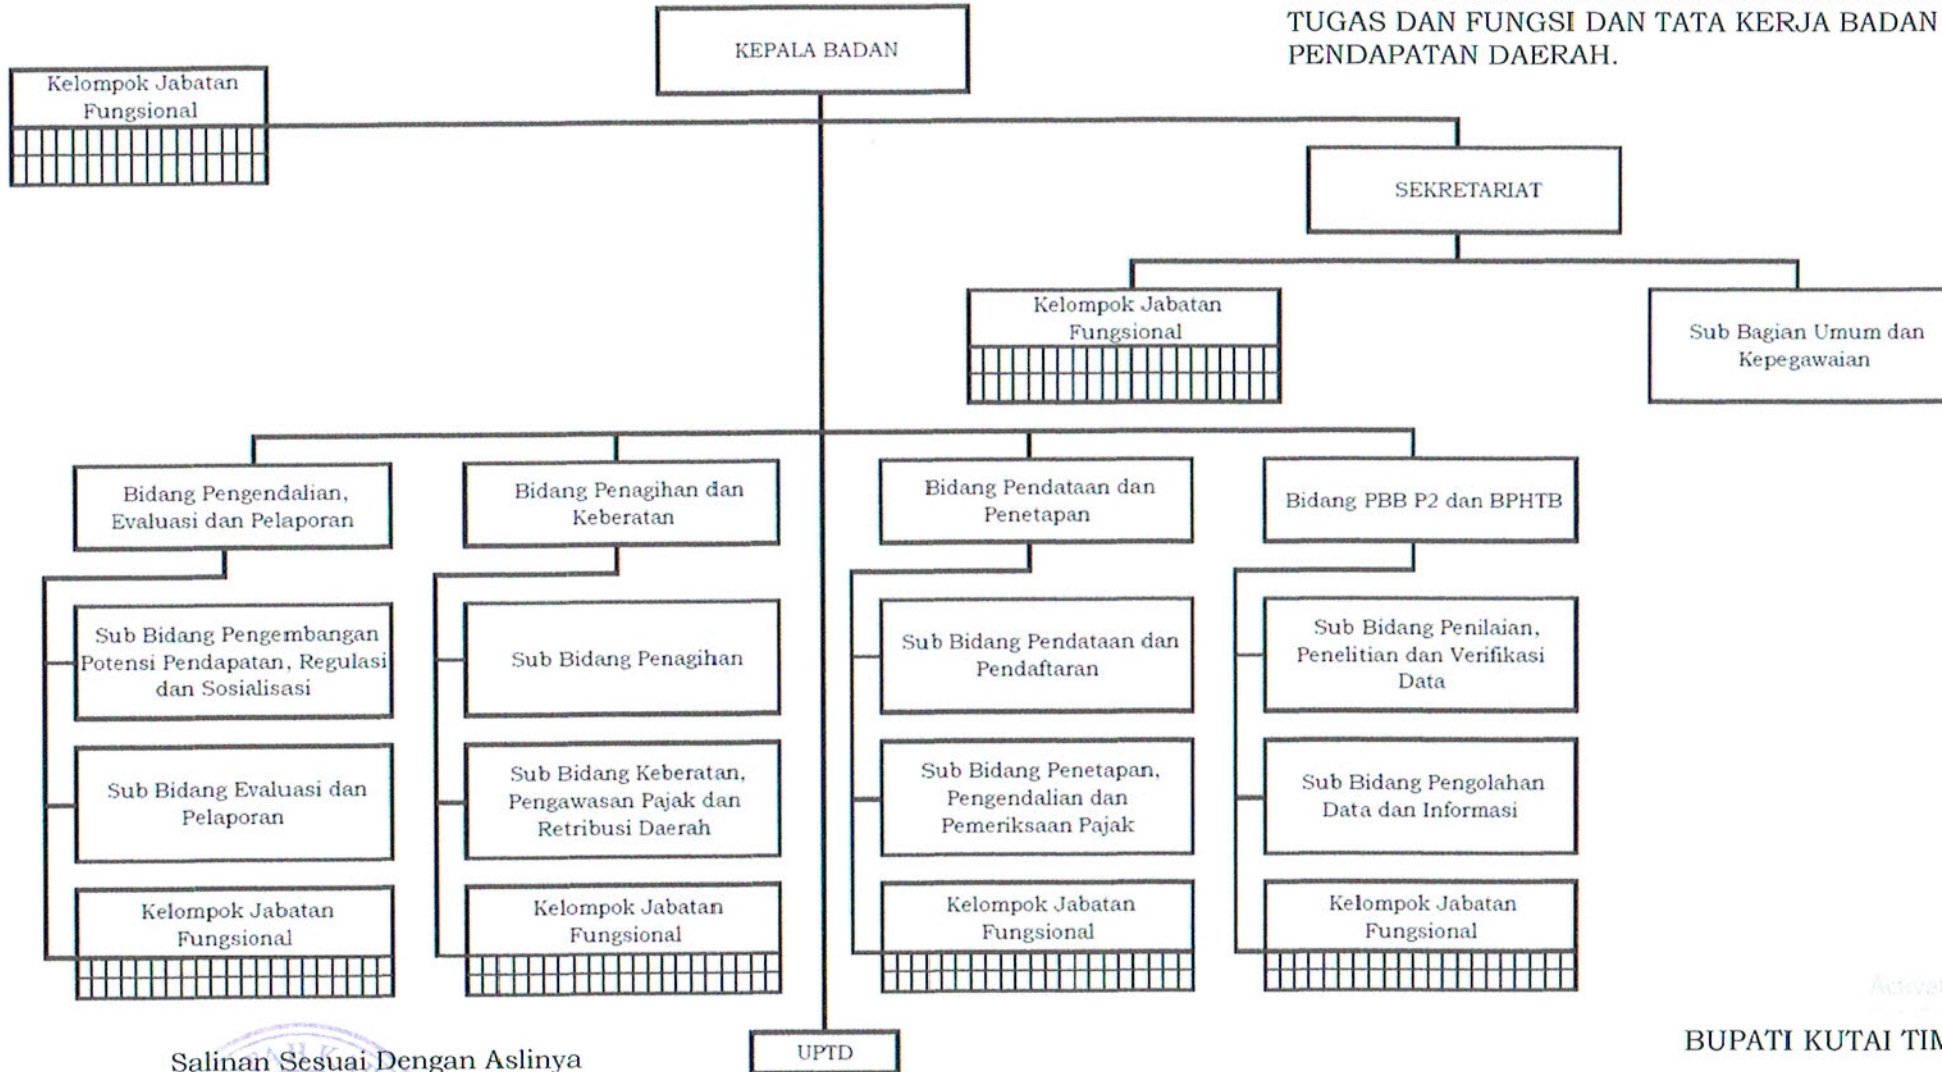 TUGAS DAN FUNGSI DAN TATA KERJA BADAN
PENDAPATAN DAERAH.
KEPALA BADAN
Kelompok Jabatan
Fungsional
SEKRETARIAT
Kelompok Jabatan
Fungsional
Sub Bagian Umum dan
Kepegawaian
Bidang Pengendalian,
Evaluasi dan Pelaporan
Bidang Penagihan dan
Keberatan
Bidang Pendataan dan
Penetapan
Bidang PBB P2 dan BPHTB
Sub Bidang Pengembangan
Potensi Pendapatan, Regulasi
dan Sosialisasi
Sub Bidang Penagihan
Sub Bidang Pendataan dan
Pendaftaran
Sub Bidang Penilaian,
Penelitian dan Verifikasi
Data
Sub Bidang Evaluasi dan
Pelaporan
Sub Bidang Keberatan,
Pengawasan Pajak dan
Retribusi Daerah
Sub Bidang Penetapan,
Pengendalian dan
Pemeriksaan Pajak
Sub Bidang Pengolahan
Data dan Informasi
Kelompok Jabatan
Fungsional
Kelompok Jabatan
Fungsional
Kelompok Jabatan
Fungsional
Kelompok Jabatan
Fungsional
UPTD
Salinan Sesuai Dengan Aslinya
BUPATI KUTAI